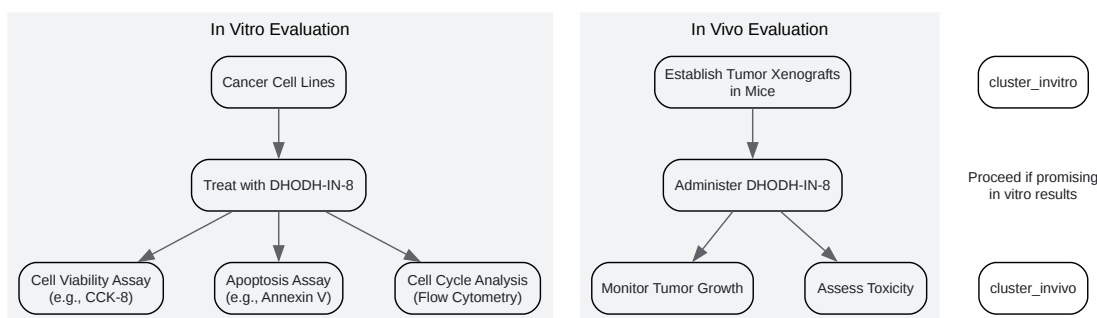 In Vitro Evaluation
Cancer Cell Lines
Treat with DHODH-IN-8
Cell Viability Assay
(e.g., CCK-8)
Apoptosis Assay
(e.g., Annexin V)
Cell Cycle Analysis
(Flow Cytometry)
In Vivo Evaluation
Establish Tumor Xenografts
in Mice
Administer DHODH-IN-8
Monitor Tumor Growth
Assess Toxicity
cluster_invitro
Proceed if promising
in vitro results
cluster_invivo